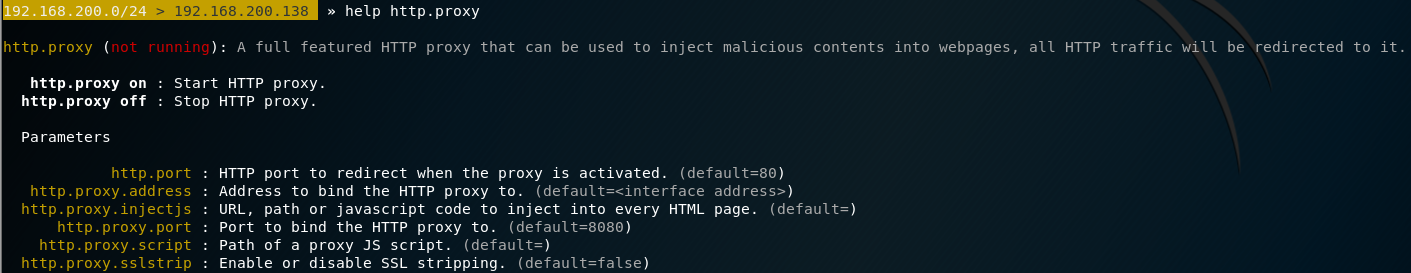 192.168.200.0/24 > 192.168.200.138 » help http.proxy
http.proxy (not running): A full featured HTTP proxy that can be used to inject malicious contents into webpages, all HTTP traffic will be redirected to it.
http.proxy on : Start HTTP proxy.
http.proxy off : Stop HTTP proxy.
Parameters
http.port : HTTP port to redirect when the proxy is activated. (default=80)
http.proxy.address : Address to bind the HTTP proxy to. (default=<interface address>)
http.proxy.injectjs : URL, path or javascript code to inject into every HTML page. (default=)
http.proxy.port : Port to bind the HTTP proxy to. (default=8080)
http.proxy.script : Path of a proxy JS script. (default=)
http.proxy.sslstrip : Enable or disable SSL stripping. (default=false)